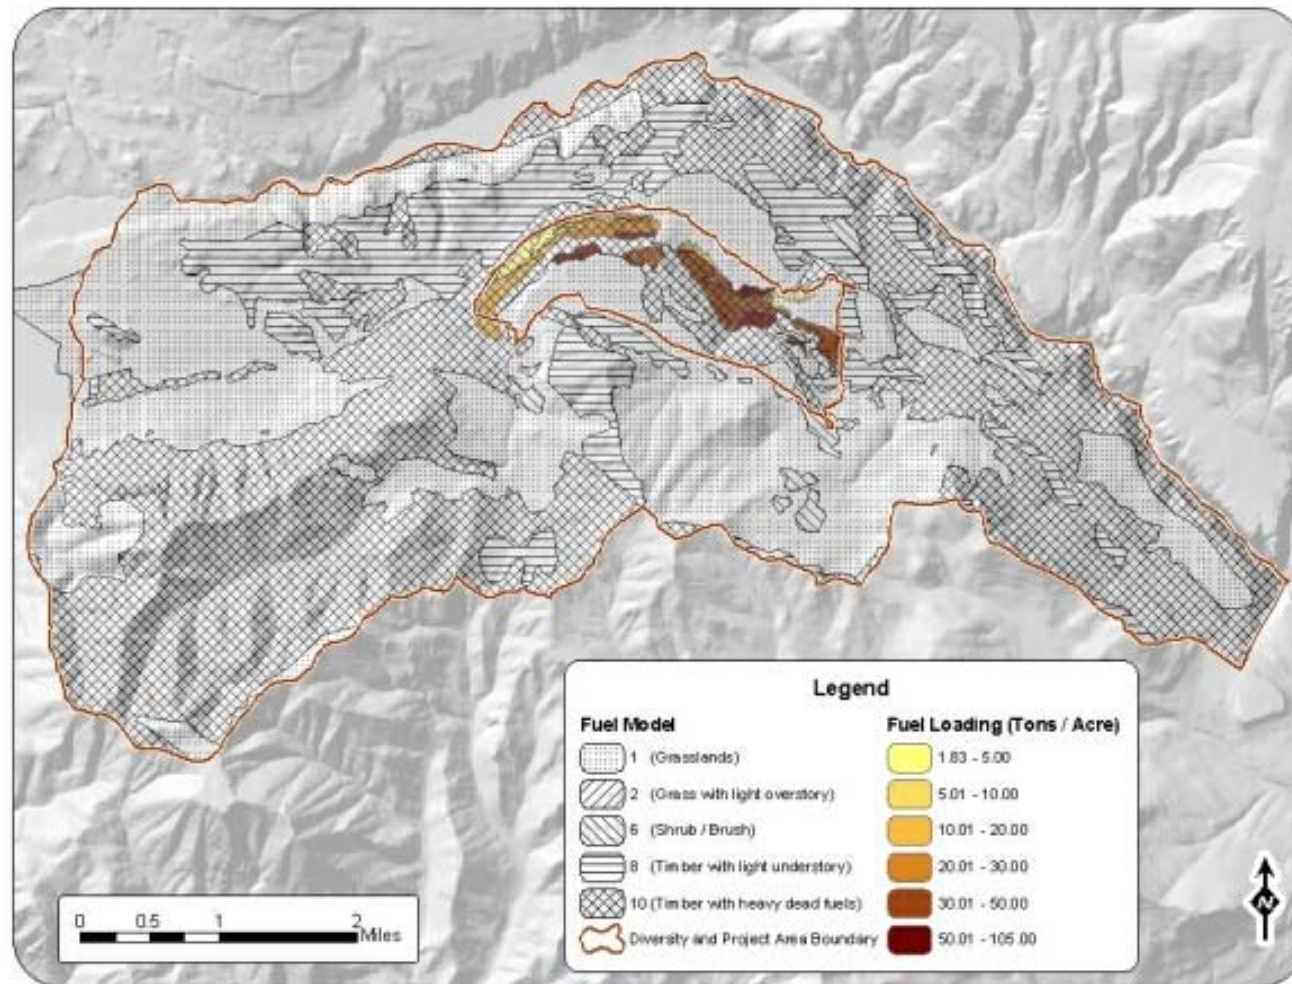 Legend
Fuel Model
1 (Grasslands)
2 (Grass with light overstory)
6 (Shrub / Brush)
8 (Timber with light understory)
10 (Timber with heavy dead fuels)
Diversity and Project Area Boundary
Fuel Loading (Tons / Acre)
1.83 - 5.00
5.01 - 10.00
10.01 - 20.00
20.01 - 30.00
30.01 - 50.00
50.01 - 105.00
0 0.5 1 2
Miles
N